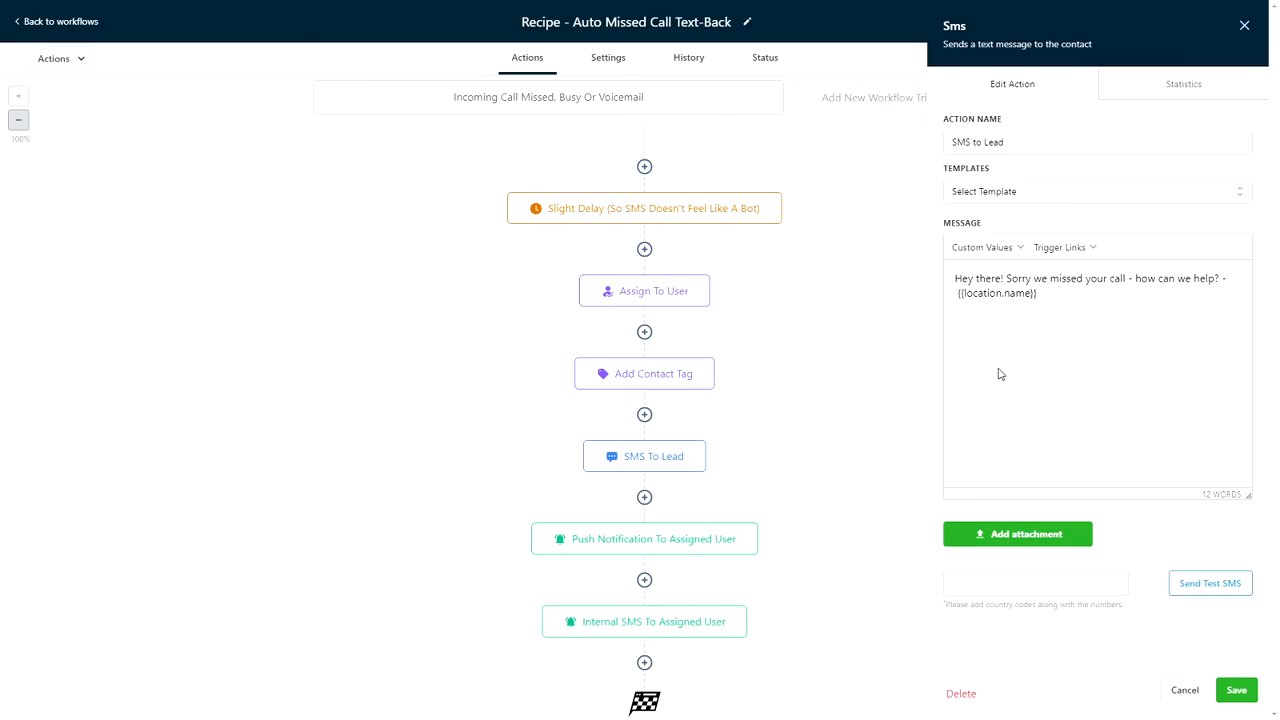 Back to workflows
Recipe - Auto Missed Call Text-Back
Actions
Actions
Settings
History
Status
100%
Incoming Call Missed, Busy Or Voicemail
Add New Workflow Tri
Slight Delay (So SMS Doesn't Feel Like A Bot)
Assign To User
Add Contact Tag
SMS To Lead
Push Notification To Assigned User
Internal SMS To Assigned User
Sms
Sends a text message to the contact
Edit Action
Statistics
ACTION NAME
SMS to Lead
TEMPLATES
Select Template
MESSAGE
Custom Values
Trigger Links
Hey there! Sorry we missed your call - how can we help? -
{{location.name}}
12 WORDS
Add attachment
Send Test SMS
*Please add country codes along with the numbers.
Delete
Cancel
Save